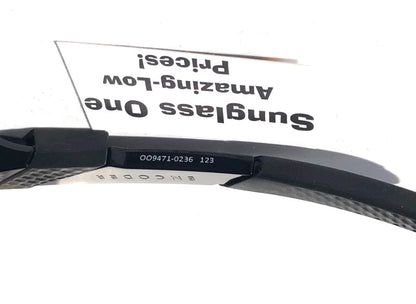 Sunglass One
Amazing-Low
Prices!
OO9471-0236 123
ENCODER